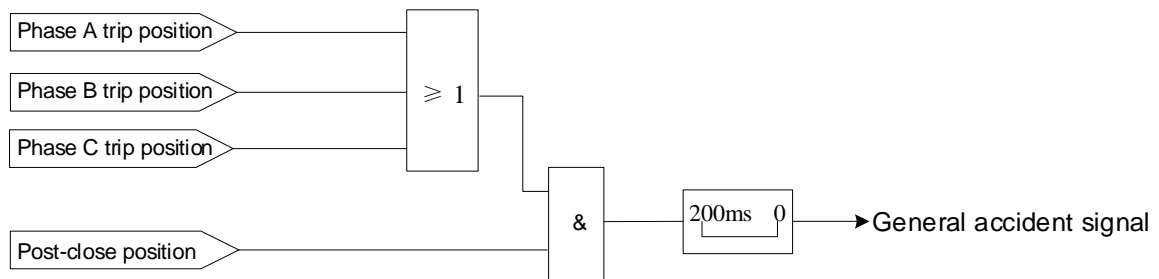 Phase A trip position
Phase B trip position
≥ 1
Phase C trip position
&
200ms 0
General accident signal
Post-close position